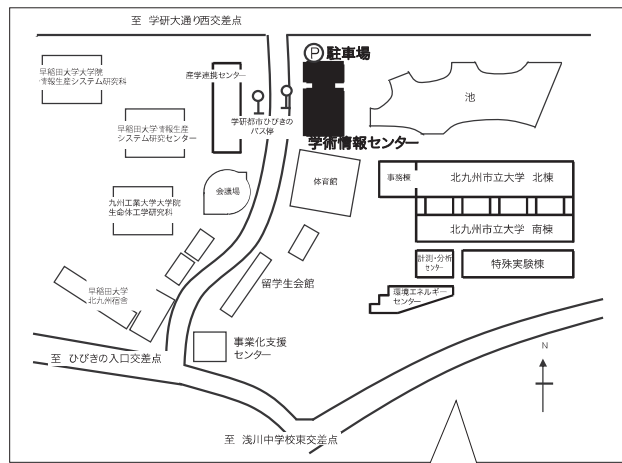 至 学研大通り西交差点
Ⓟ 駐車場
早稲田大学大学院
情報生産システム研究科
産学連携センター
池
学研都市ひびきの
バス停
早稲田大学情報生産
システム研究センター
学術情報センター
体育館
事務棟
北九州市立大学 北棟
会議場
九州工業大学大学院
生命体工学研究科
北九州市立大学 南棟
計測・分析
センター
特殊実験棟
留学生会館
早稲田大学
北九州宿舎
環境エネルギー
センター
事業化支援
センター
至 ひびきの入口交差点
N
至 浅川中学校東交差点